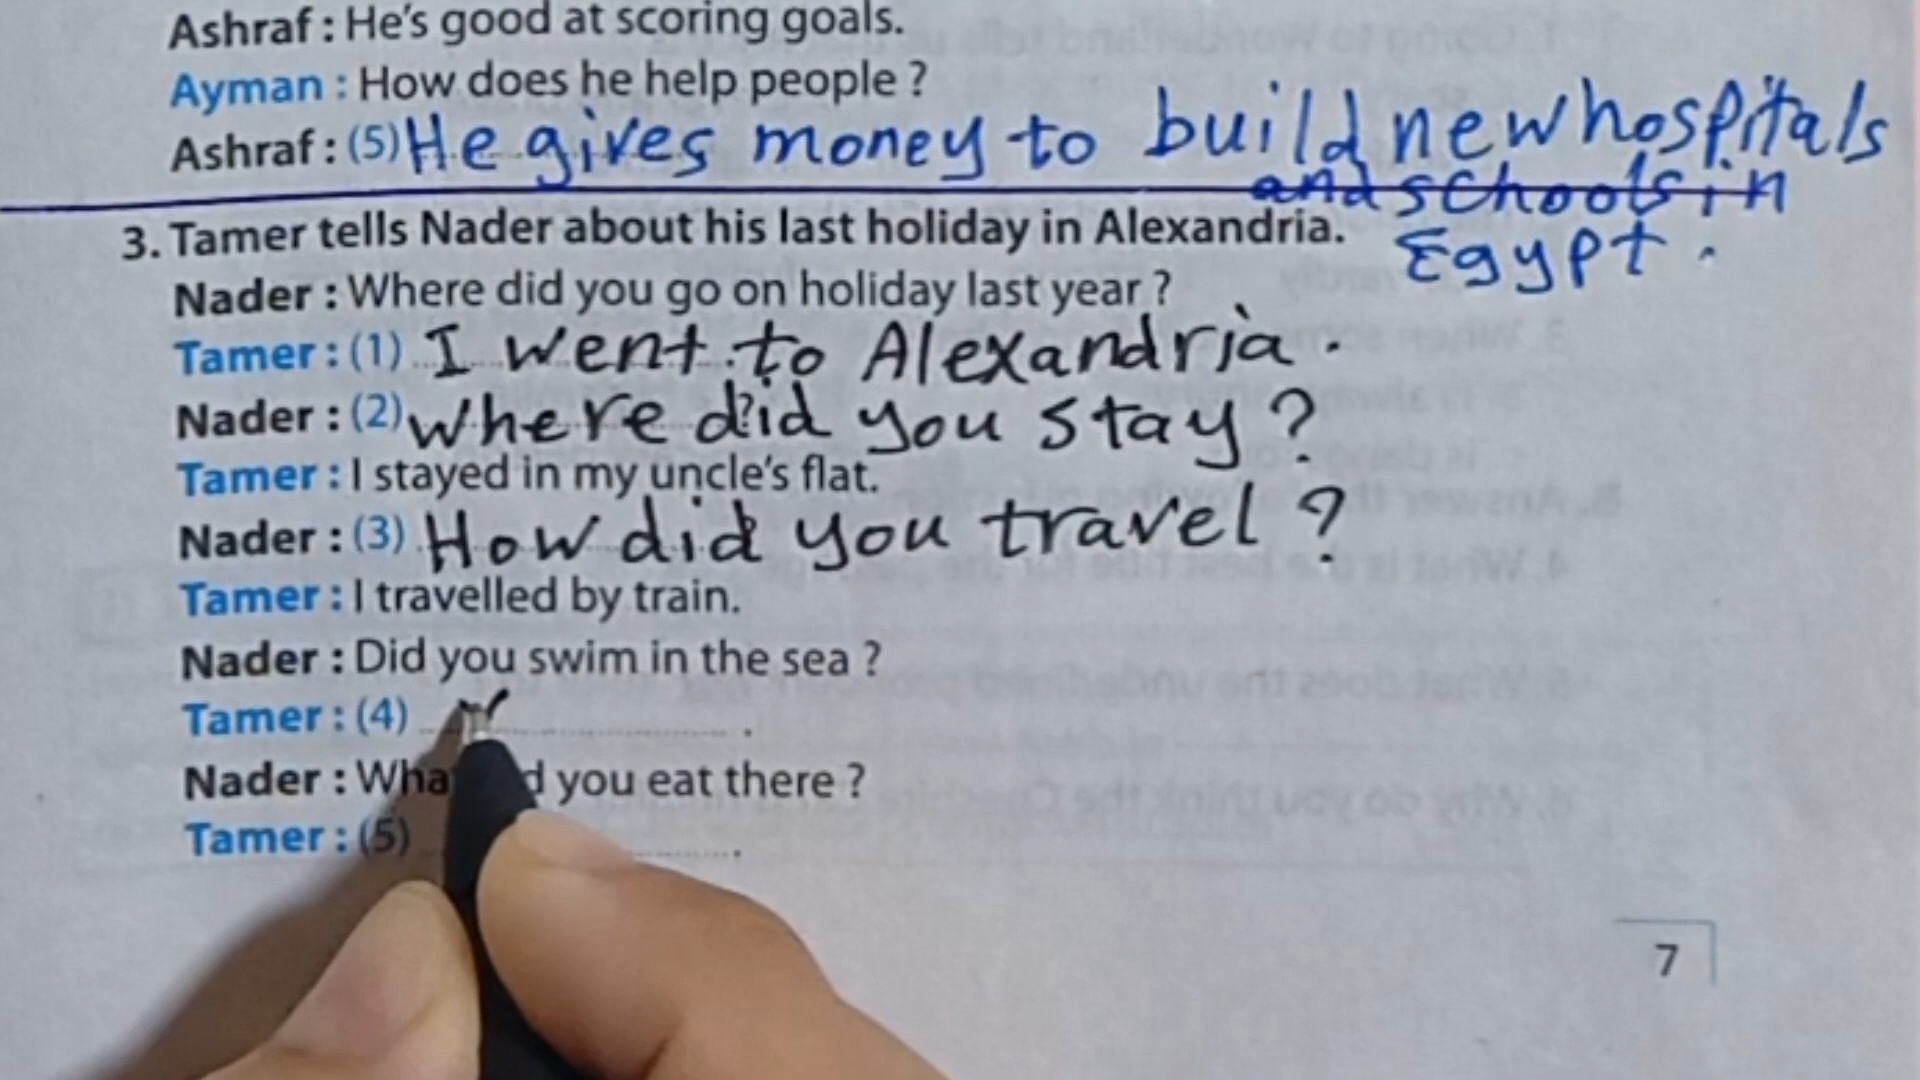 Ashraf : He's good at scoring goals.
Ayman : How does he help people ?
Ashraf : (5) He gives money to build new hospitals
and schools in
Egypt .
3. Tamer tells Nader about his last holiday in Alexandria.
Nader : Where did you go on holiday last year ?
Tamer : (1) I went to Alexandria .
Nader : (2) Where did you stay ?
Tamer : I stayed in my uncle's flat.
Nader : (3) How did you travel ?
Tamer : I travelled by train.
Nader : Did you swim in the sea ?
Tamer : (4) .................... .
Nader : you eat there ?
Tamer : (5) .................... .
7